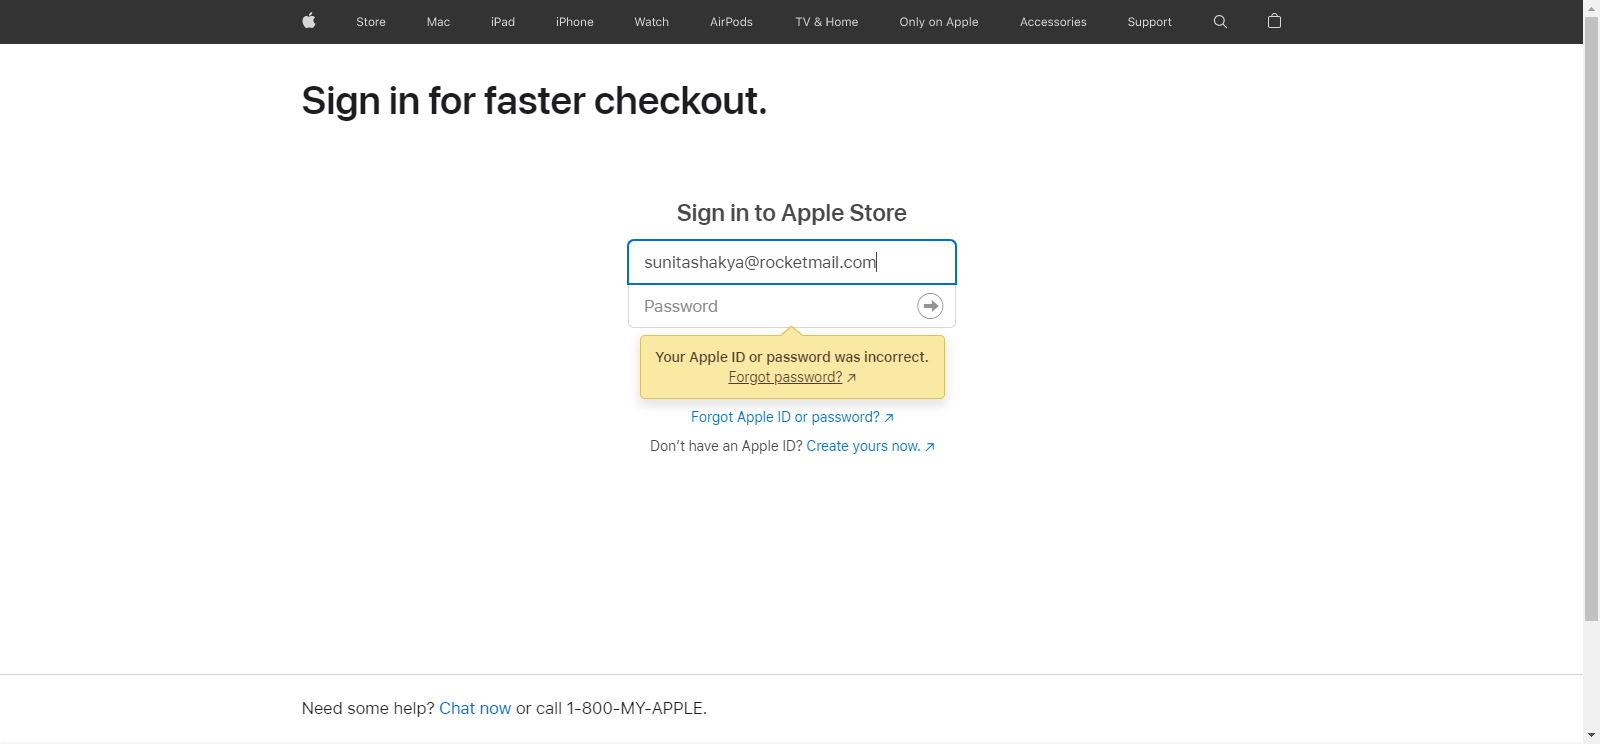 Store Mac iPad iPhone Watch AirPods TV & Home Only on Apple Accessories Support
Sign in for faster checkout.
Sign in to Apple Store
sunitashakya@rocketmail.com
Password
Your Apple ID or password was incorrect.
Forgot password? ↗
Forgot Apple ID or password? ↗
Don’t have an Apple ID? Create yours now. ↗
Need some help? Chat now or call 1-800-MY-APPLE.